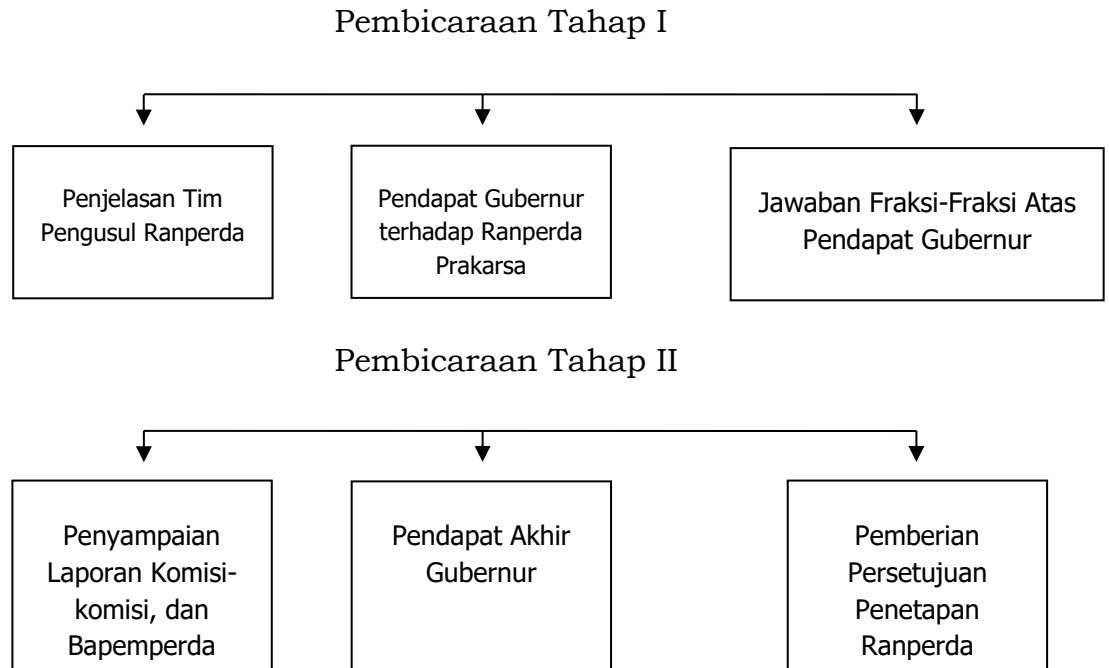 Pembicaraan Tahap I
Penjelasan Tim
Pengusul Ranperda
Pendapat Gubernur
terhadap Ranperda
Prakarsa
Jawaban Fraksi-Fraksi Atas
Pendapat Gubernur
Pembicaraan Tahap II
Penyampaian
Laporan Komisi-
komisi, dan
Bapemperda
Pendapat Akhir
Gubernur
Pemberian
Persetujuan
Penetapan
Ranperda